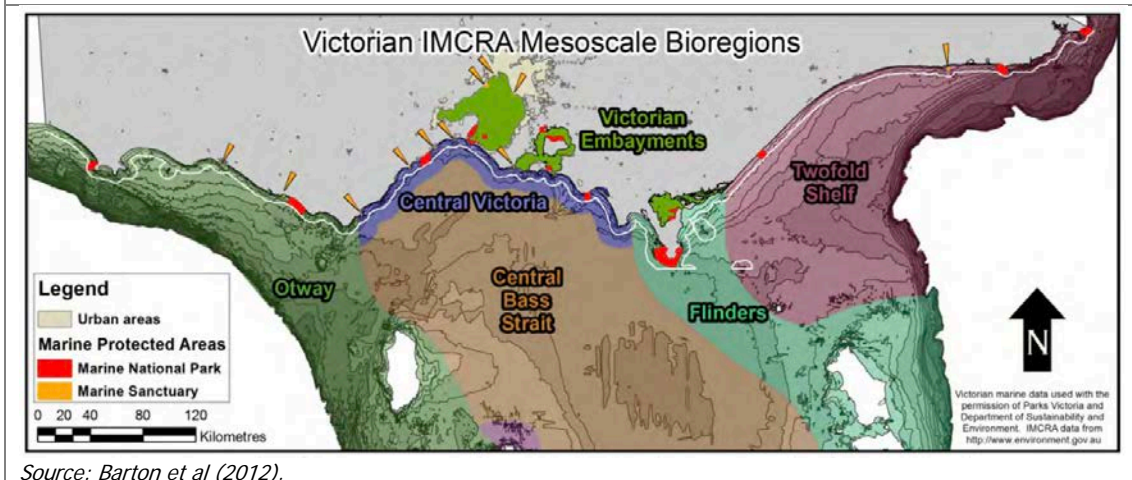 Victorian IMCRA Mesoscale Bioregions
Victorian
Embayments
Twofold
Shelf
Central Victoria
Otway
Central
Bass
Strait
Flinders
Legend
Urban areas
Marine Protected Areas
Marine National Park
Marine Sanctuary
0 20 40 80 120
Kilometres
N
Victorian marine data used with the
permission of Parks Victoria and
Department of Sustainability and
Environment. IMCRA data from
http://www.environment.gov.au
Source: Barton et al (2012).